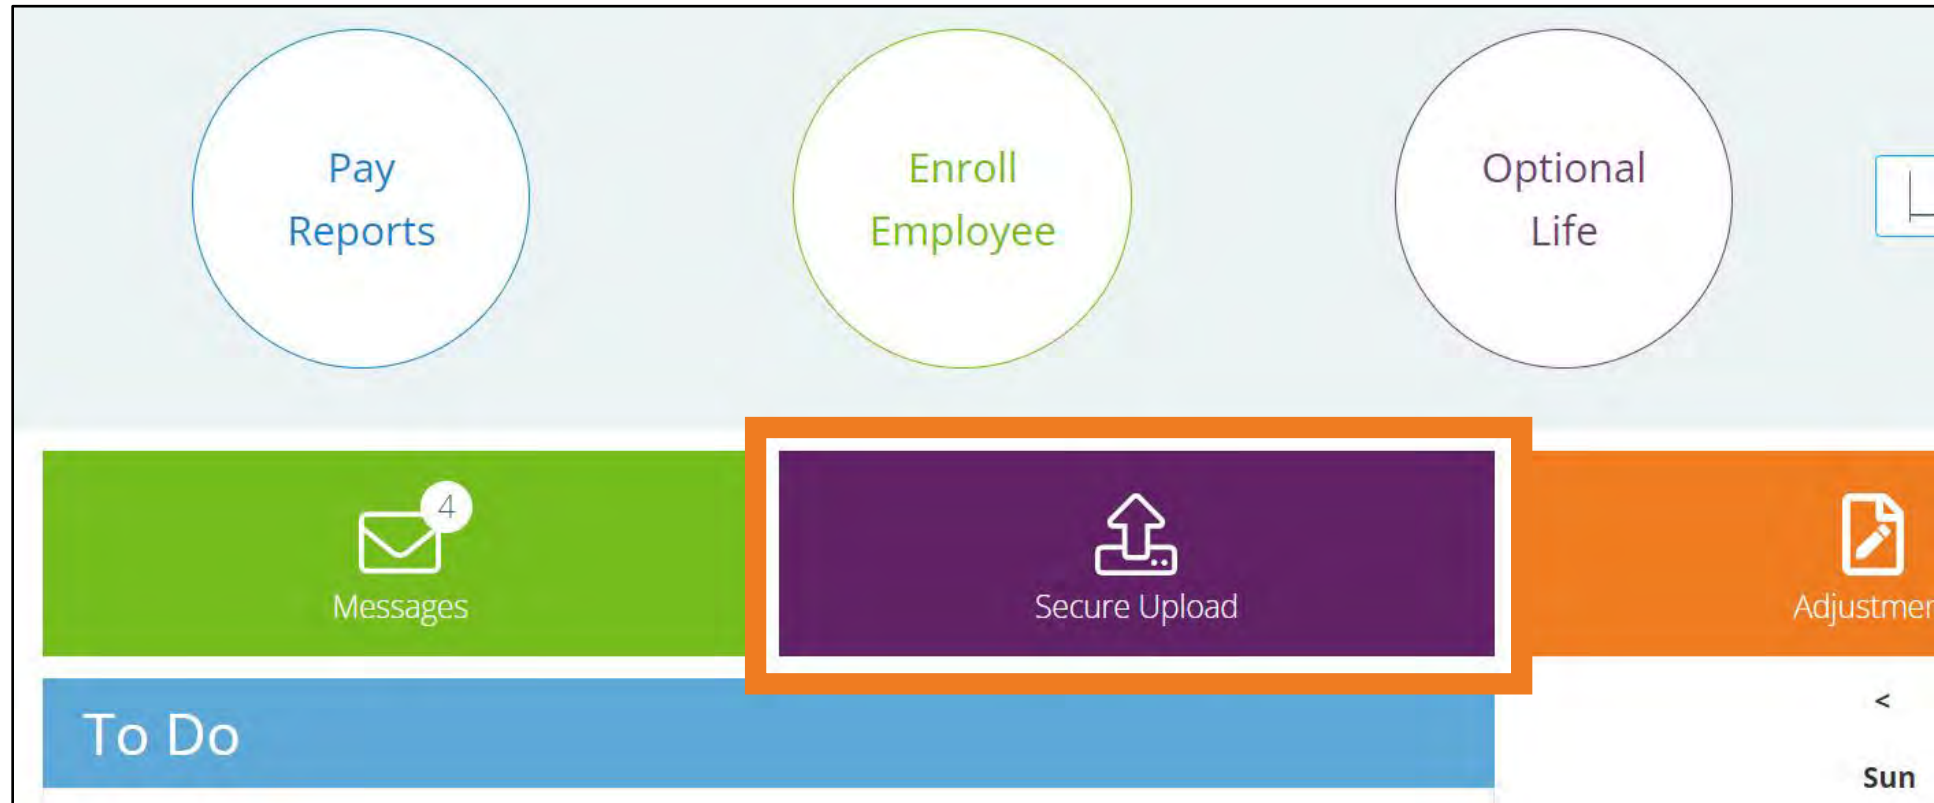 Pay
Reports
Enroll
Employee
Optional
Life
4
Messages
Secure Upload
To Do
<
Sun